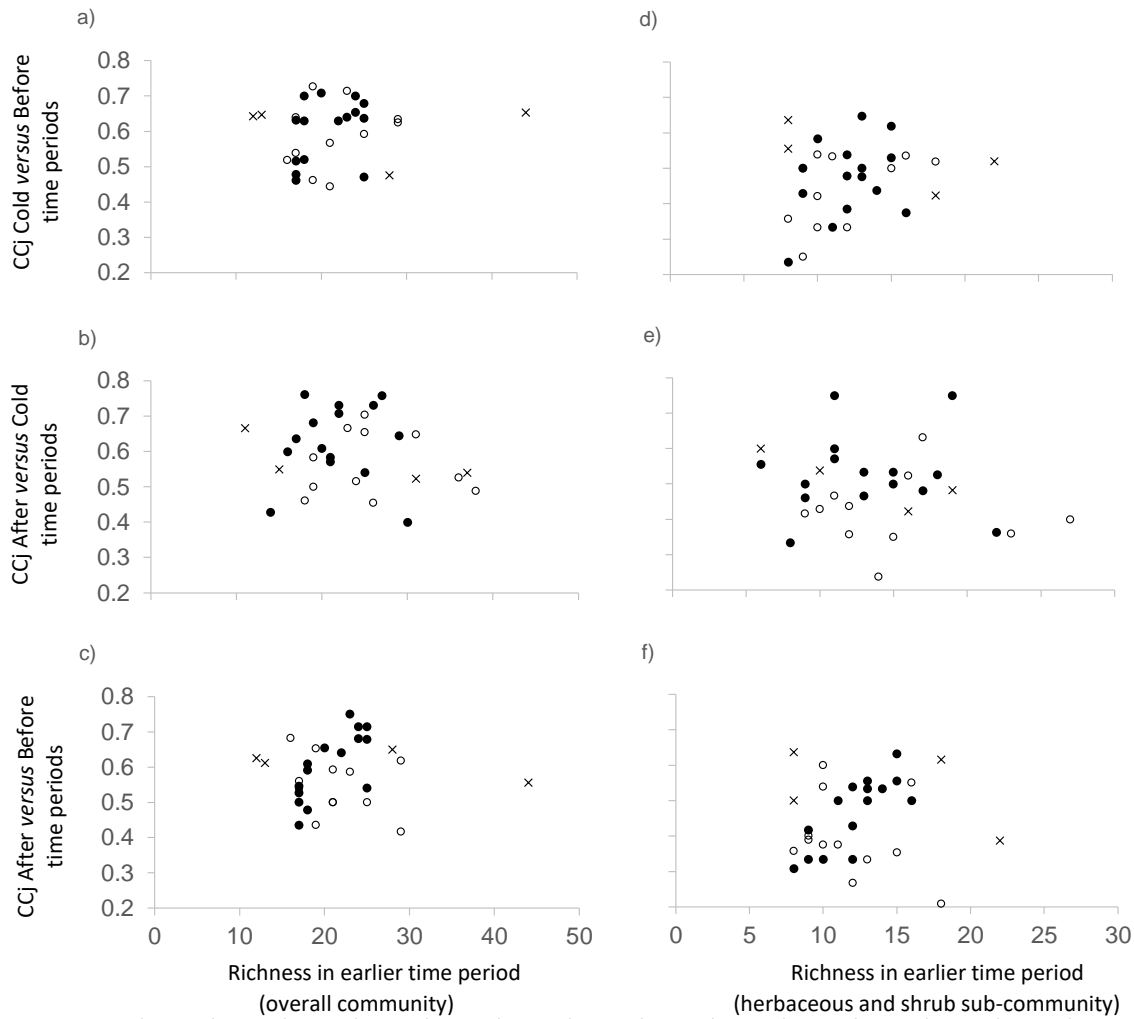 a)
d)
CCj Cold versus Before
time periods
0.8
0.7
0.6
0.5
0.4
0.3
0.2
b)
e)
CCj After versus Cold
time periods
0.8
0.7
0.6
0.5
0.4
0.3
0.2
c)
f)
CCj After versus Before
time periods
0.8
0.7
0.6
0.5
0.4
0.3
0.2
0 10 20 30 40 50
0 5 10 15 20 25 30
Richness in earlier time period
(overall community)
Richness in earlier time period
(herbaceous and shrub sub-community)